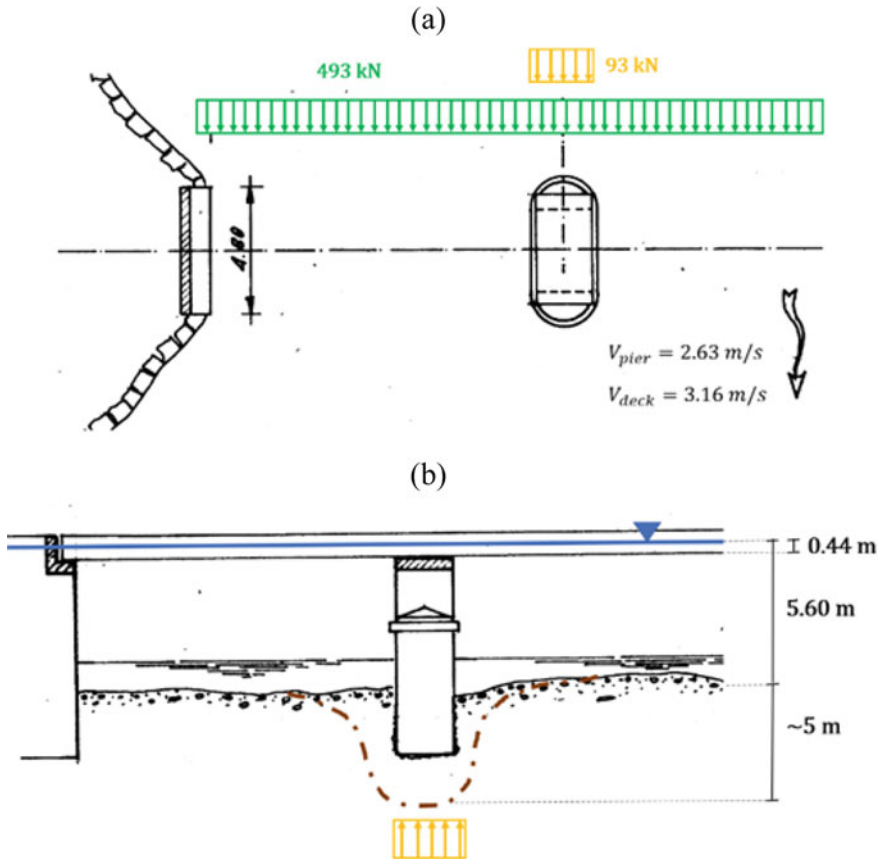 (a)
493 kN
93 kN
4.60
V_pier = 2.63 m/s
V_deck = 3.16 m/s
(b)
0.44 m
5.60 m
~5 m